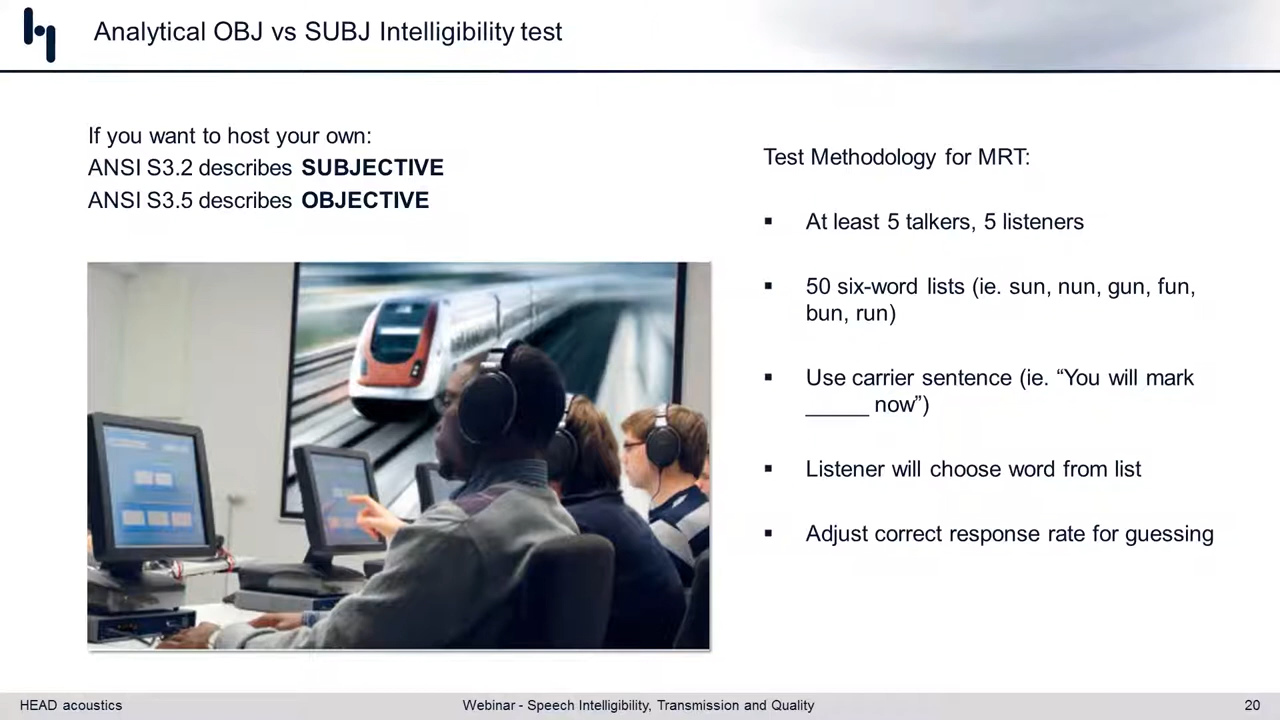 Analytical OBJ vs SUBJ Intelligibility test
If you want to host your own:
ANSI S3.2 describes SUBJECTIVE
ANSI S3.5 describes OBJECTIVE
Test Methodology for MRT:
▪ At least 5 talkers, 5 listeners
▪ 50 six-word lists (ie. sun, nun, gun, fun,
bun, run)
▪ Use carrier sentence (ie. “You will mark
_____ now”)
▪ Listener will choose word from list
▪ Adjust correct response rate for guessing
HEAD acoustics
Webinar - Speech Intelligibility, Transmission and Quality
20